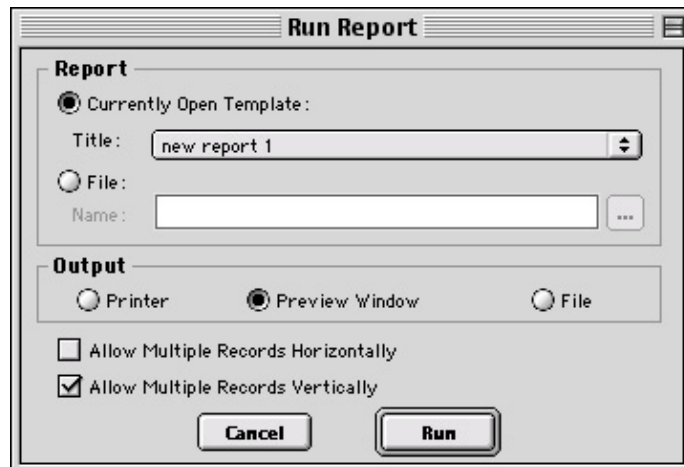 Run Report
Report
Currently Open Template:
Title: new report 1
File:
Name: ...
Output
Printer Preview Window File
Allow Multiple Records Horizontally
Allow Multiple Records Vertically
Cancel Run